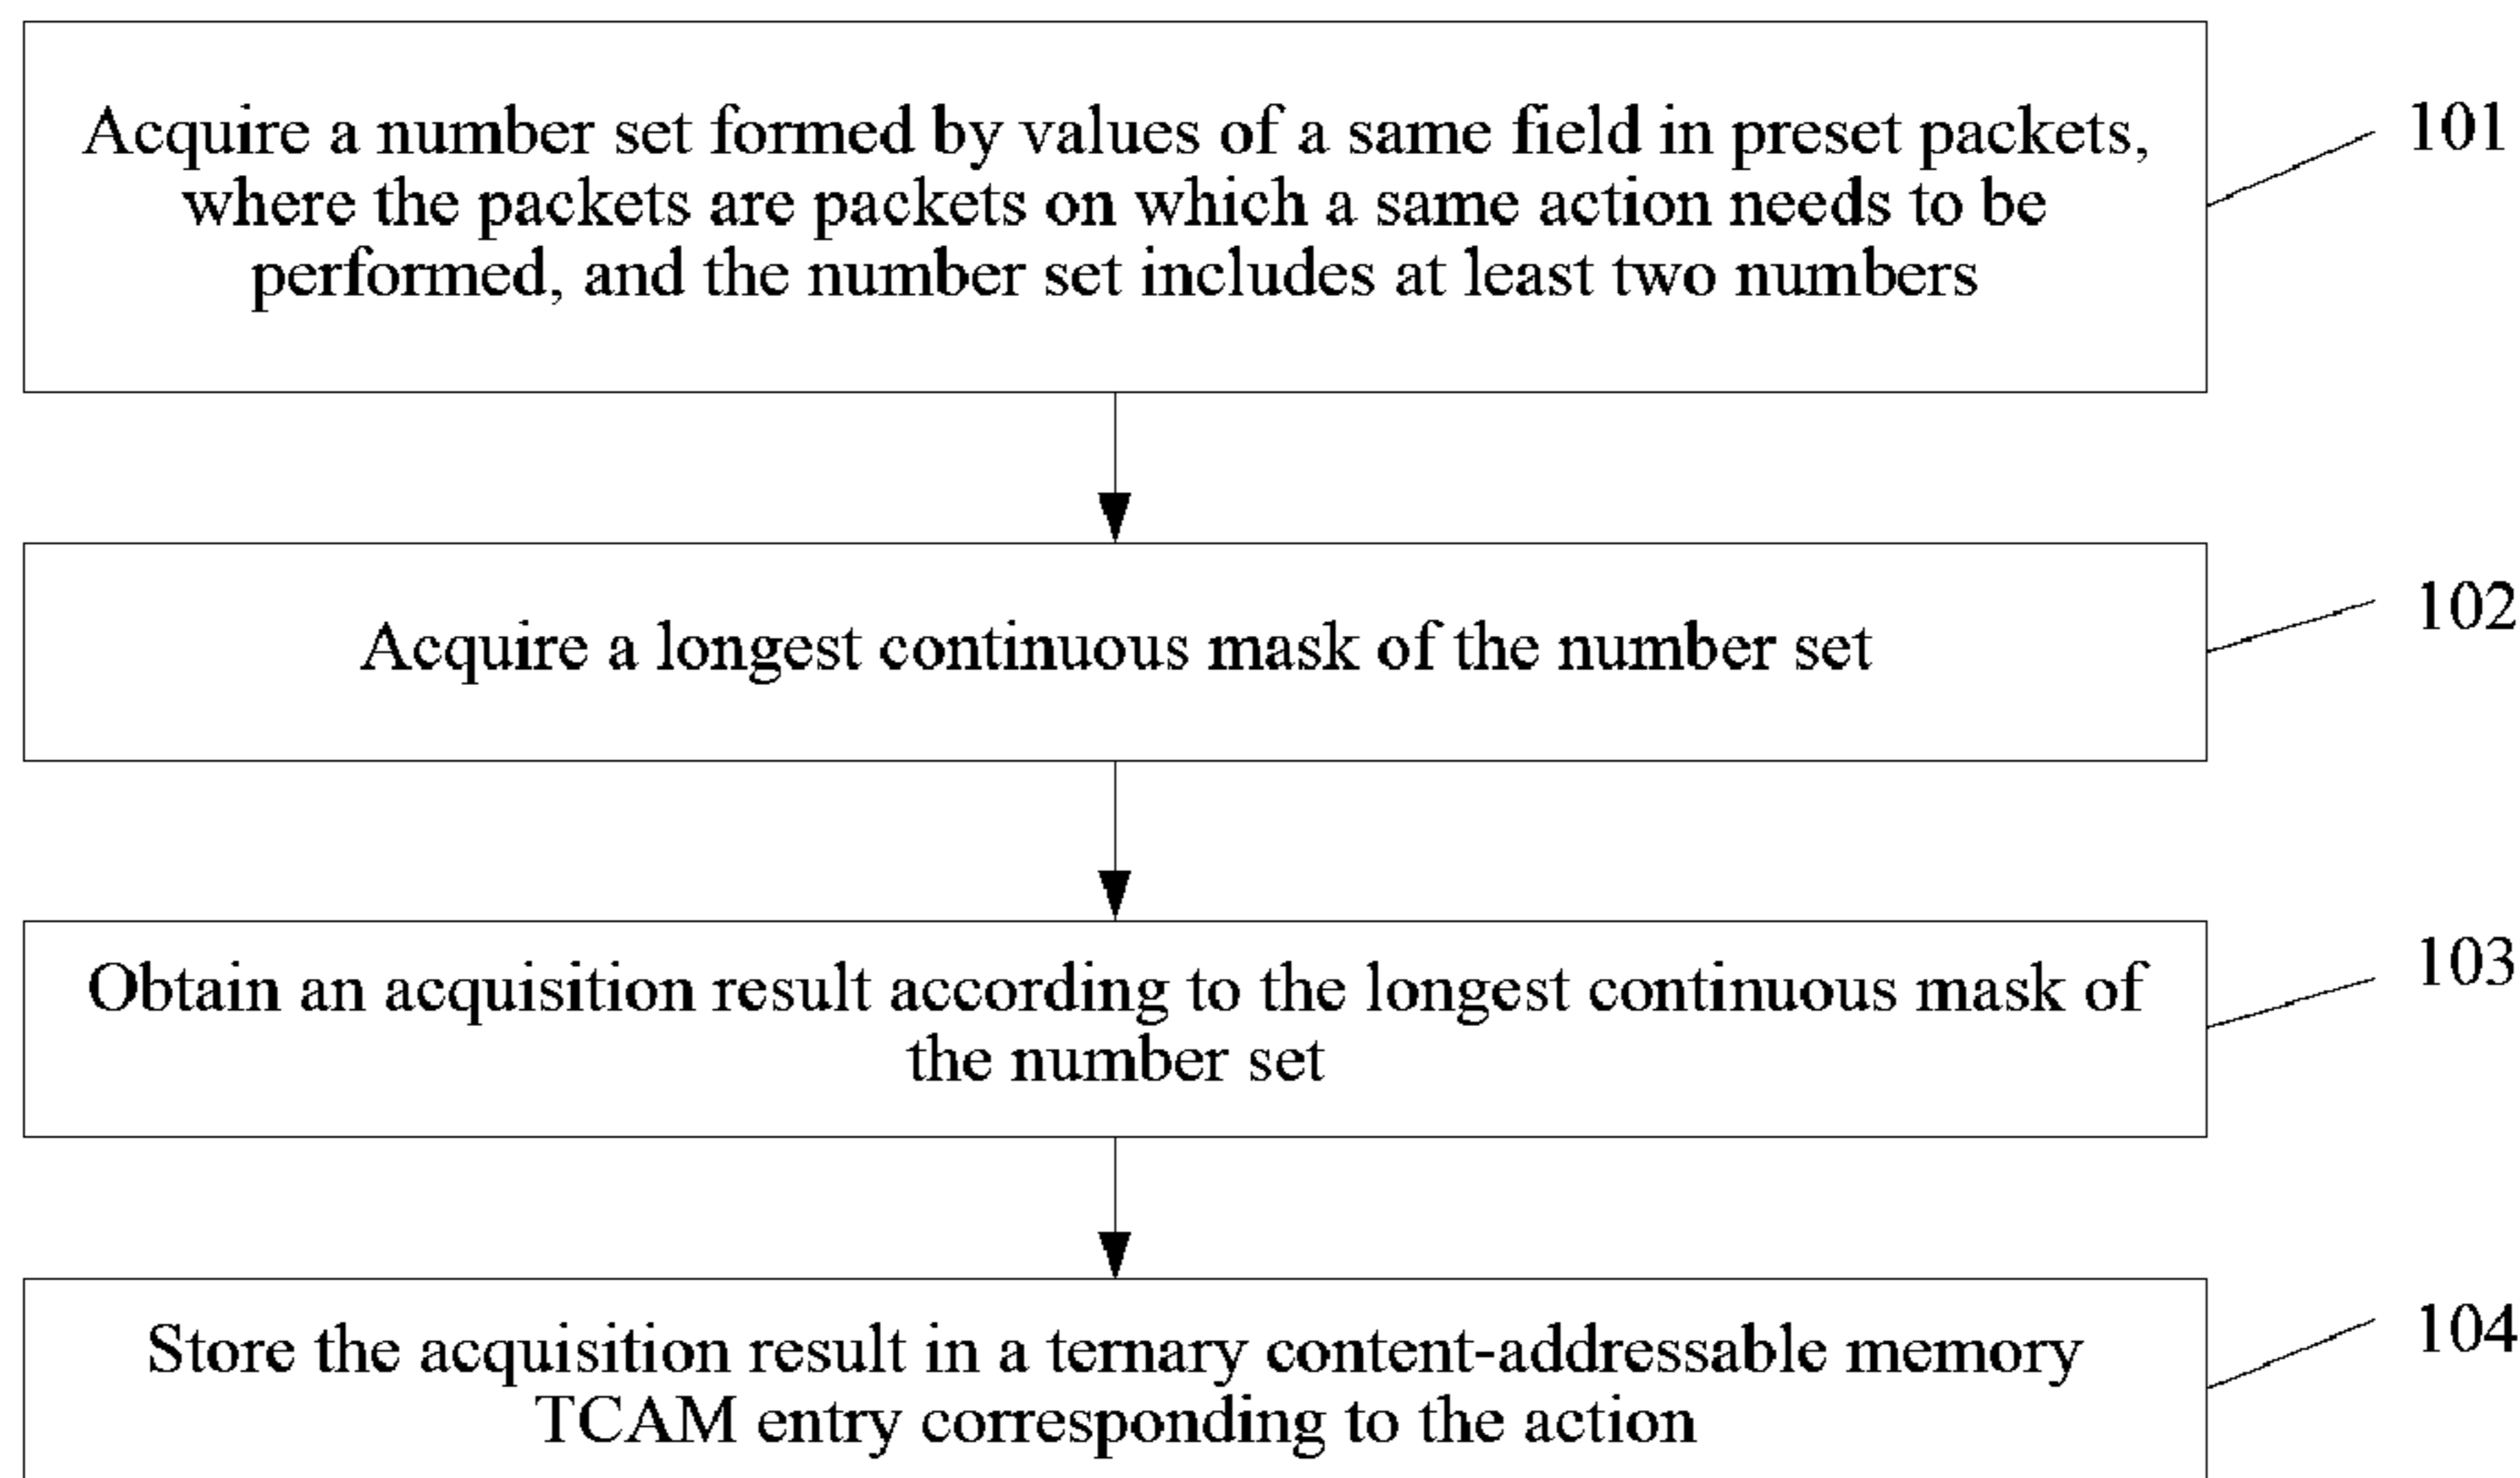 Acquire a number set formed by values of a same field in preset packets,
where the packets are packets on which a same action needs to be
performed, and the number set includes at least two numbers
101
Acquire a longest continuous mask of the number set
102
Obtain an acquisition result according to the longest continuous mask of
the number set
103
Store the acquisition result in a ternary content-addressable memory
TCAM entry corresponding to the action
104